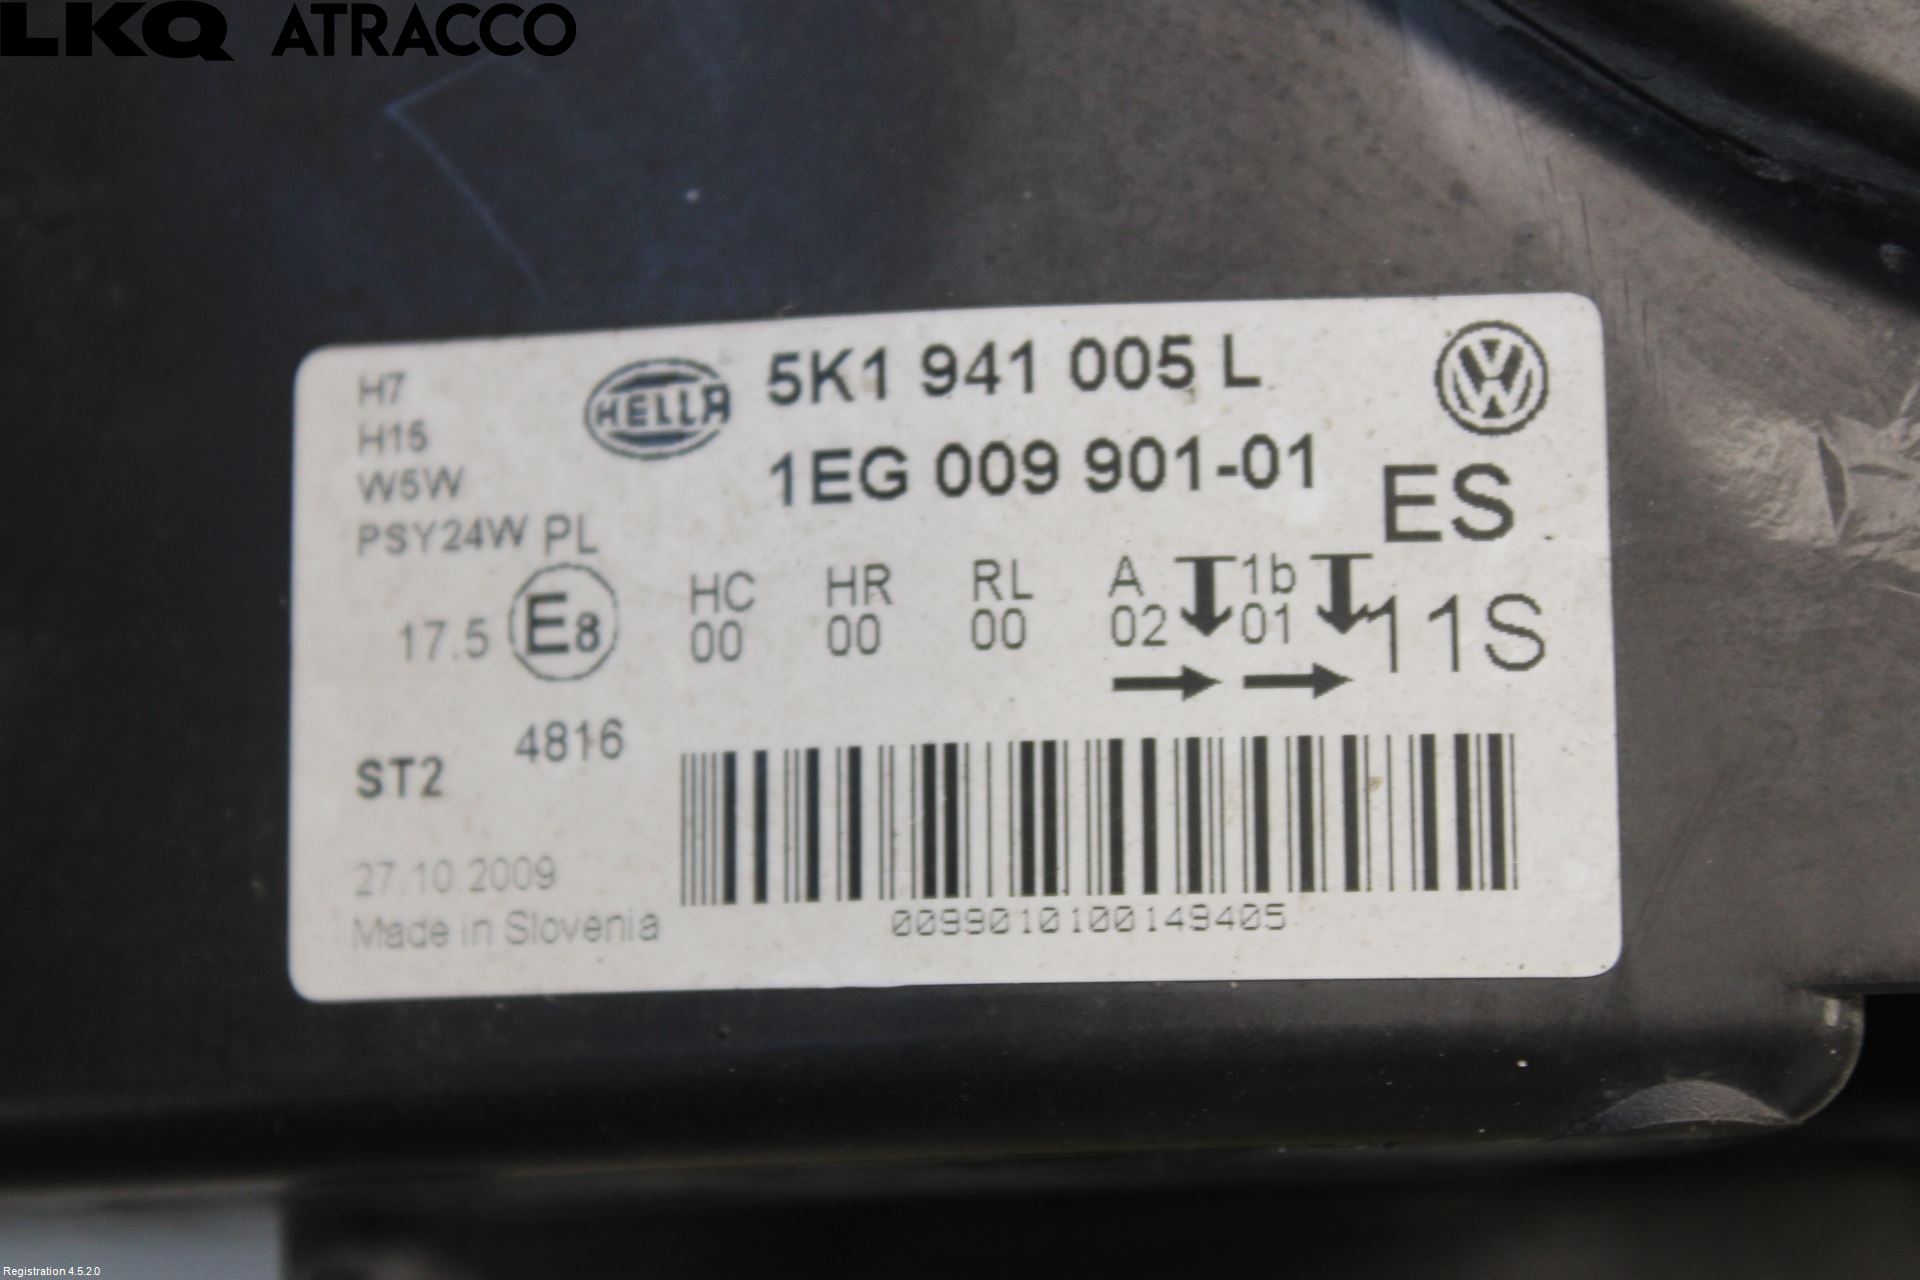 LKQ ATRACCO
H7
H15
W5W
PSY24W PL
HELLA
5K1 941 005 L
1EG 009 901-01
ES
17.5 E8
HC HR RL A 1b
00 00 00 02 01
11S
4816
ST2
27.10.2009
Made in Slovenia
0099010100149405
Registration 4.5.2.0